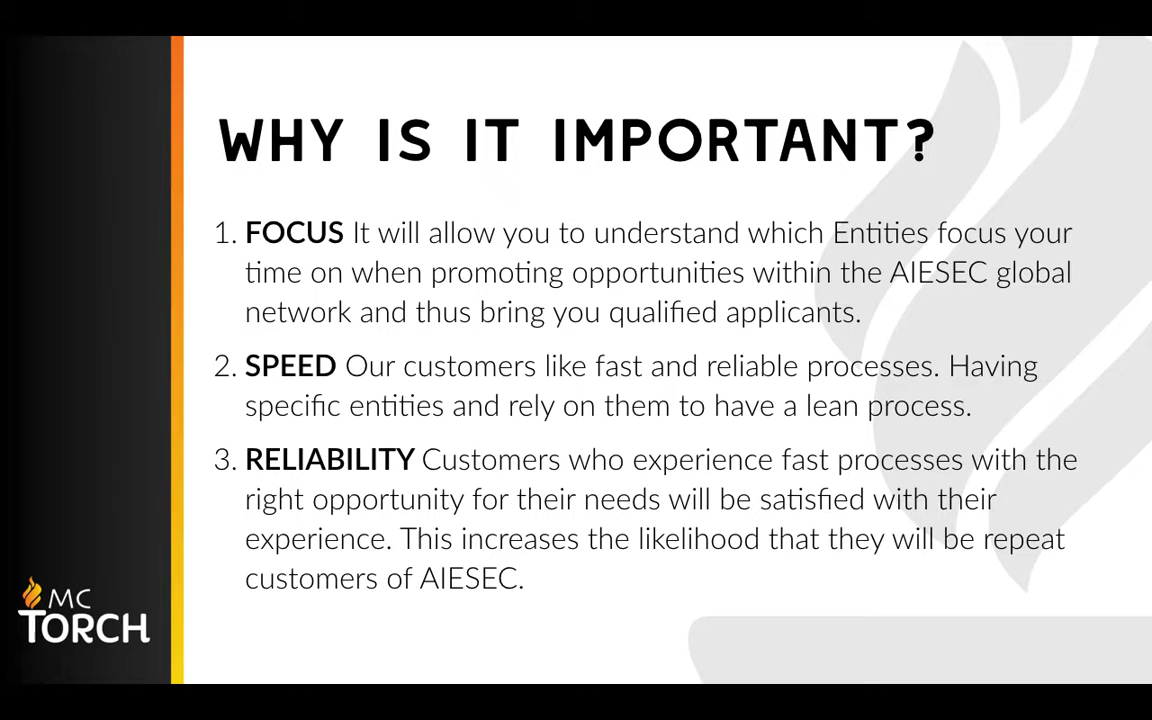 WHY IS IT IMPORTANT?
1. FOCUS It will allow you to understand which Entities focus your
time on when promoting opportunities within the AIESEC global
network and thus bring you qualified applicants.
2. SPEED Our customers like fast and reliable processes. Having
specific entities and rely on them to have a lean process.
3. RELIABILITY Customers who experience fast processes with the
right opportunity for their needs will be satisfied with their
experience. This increases the likelihood that they will be repeat
customers of AIESEC.
MC
TORCH